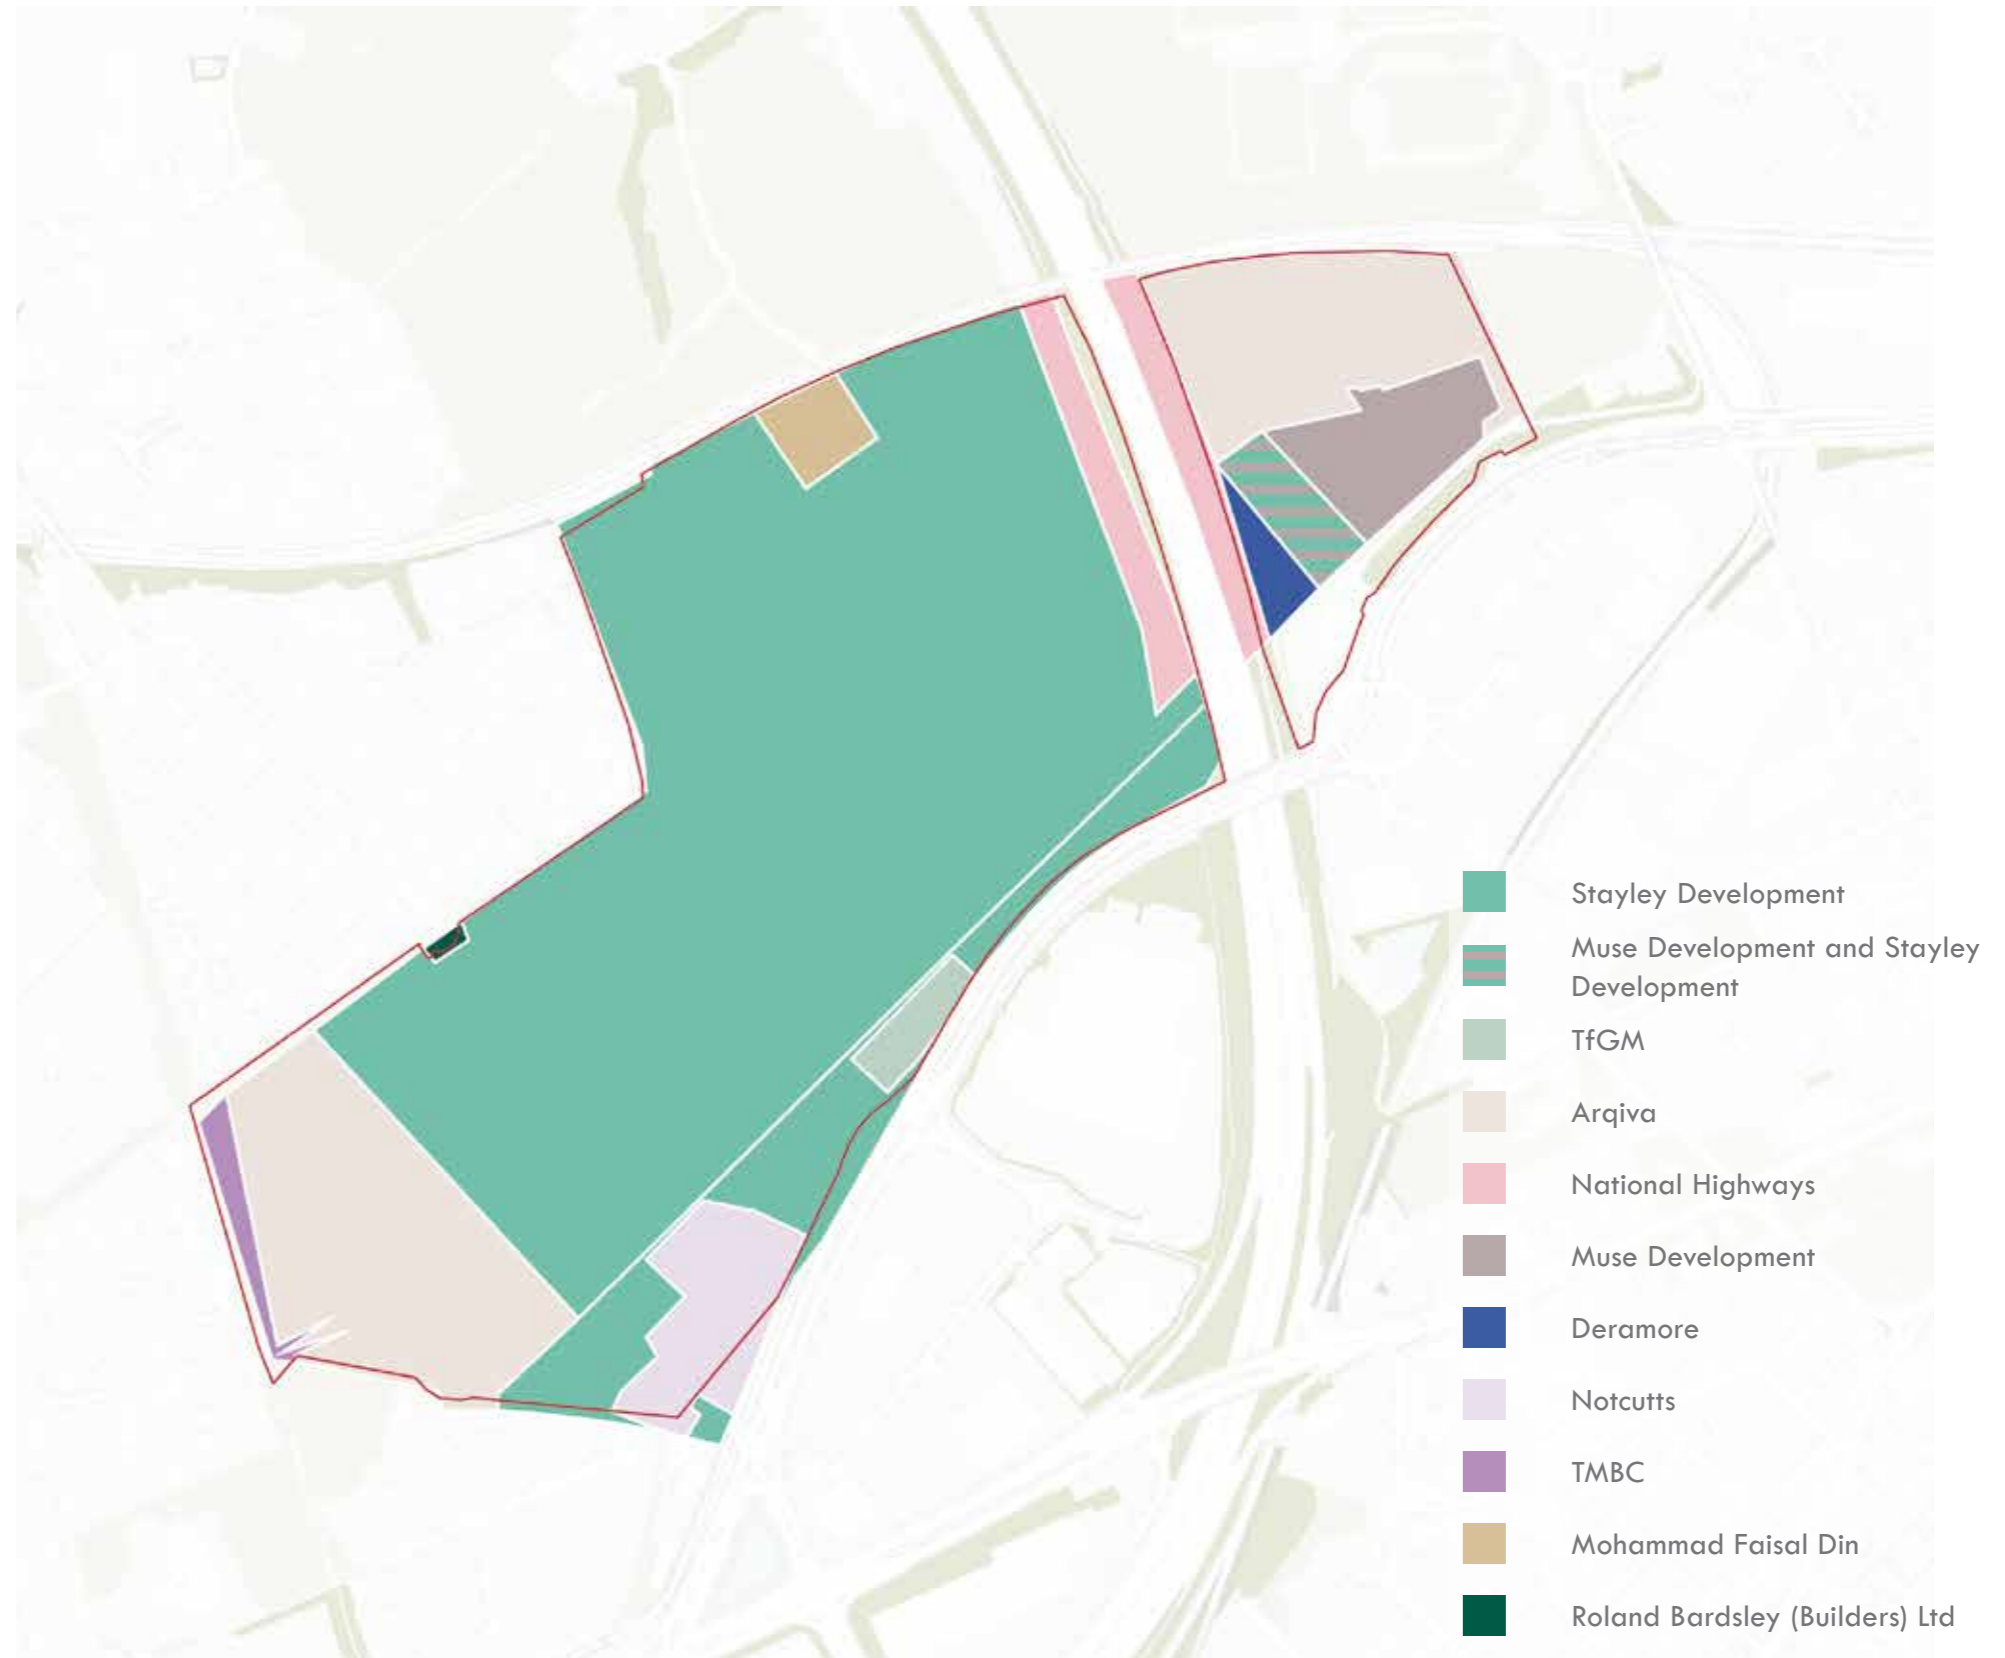 Stayley Development
Muse Development and Stayley
Development
TfGM
Arqiva
National Highways
Muse Development
Deramore
Notcutts
TMBC
Mohammad Faisal Din
Roland Bardsley (Builders) Ltd